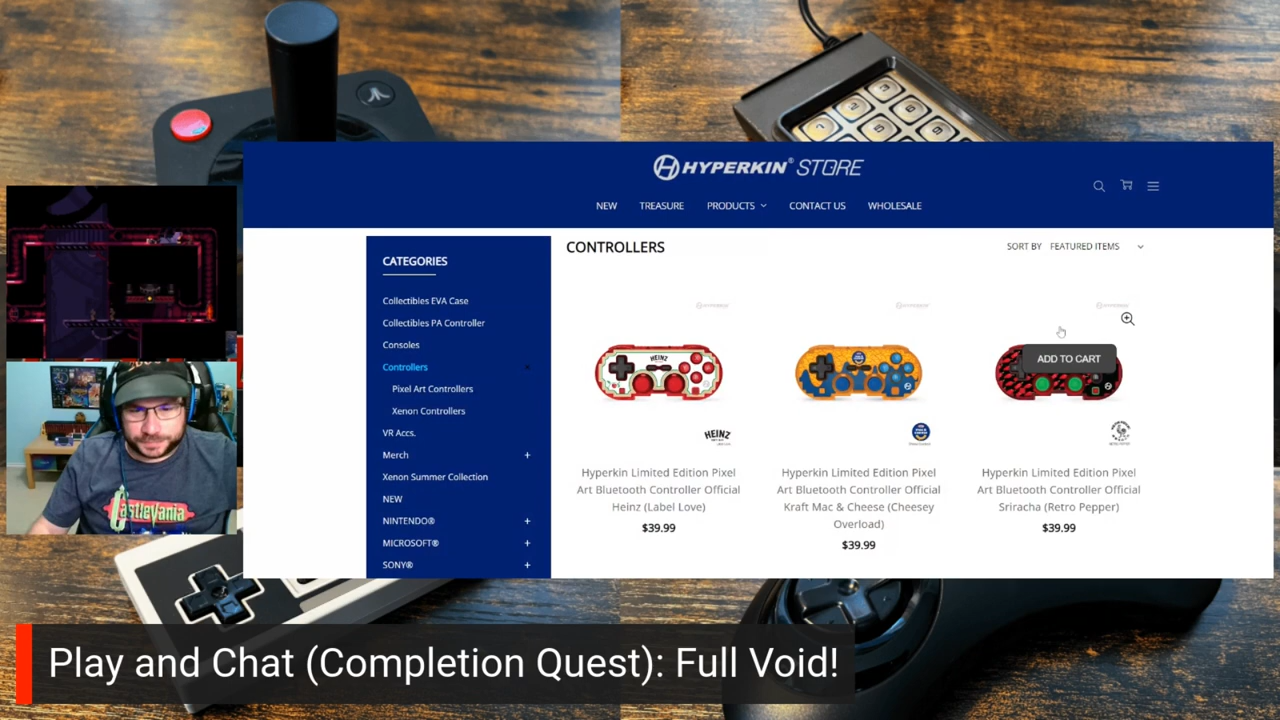 HYPERKIN® STORE
NEW TREASURE PRODUCTS CONTACT US WHOLESALE
CATEGORIES
Collectibles EVA Case
Collectibles PA Controller
Consoles
Controllers
Pixel Art Controllers
Xenon Controllers
VR Accs.
Merch +
Xenon Summer Collection
NEW
NINTENDO® +
MICROSOFT® +
SONY® +
CONTROLLERS
SORT BY FEATURED ITEMS
HYPERKIN
HYPERKIN
HYPERKIN
HEINZ
ADD TO CART
HEINZ
Hyperkin Limited Edition Pixel
Art Bluetooth Controller Official
Heinz (Label Love)
$39.99
Hyperkin Limited Edition Pixel
Art Bluetooth Controller Official
Kraft Mac & Cheese (Cheesey
Overload)
$39.99
Hyperkin Limited Edition Pixel
Art Bluetooth Controller Official
Sriracha (Retro Pepper)
$39.99
Castlevania
Play and Chat (Completion Quest): Full Void!